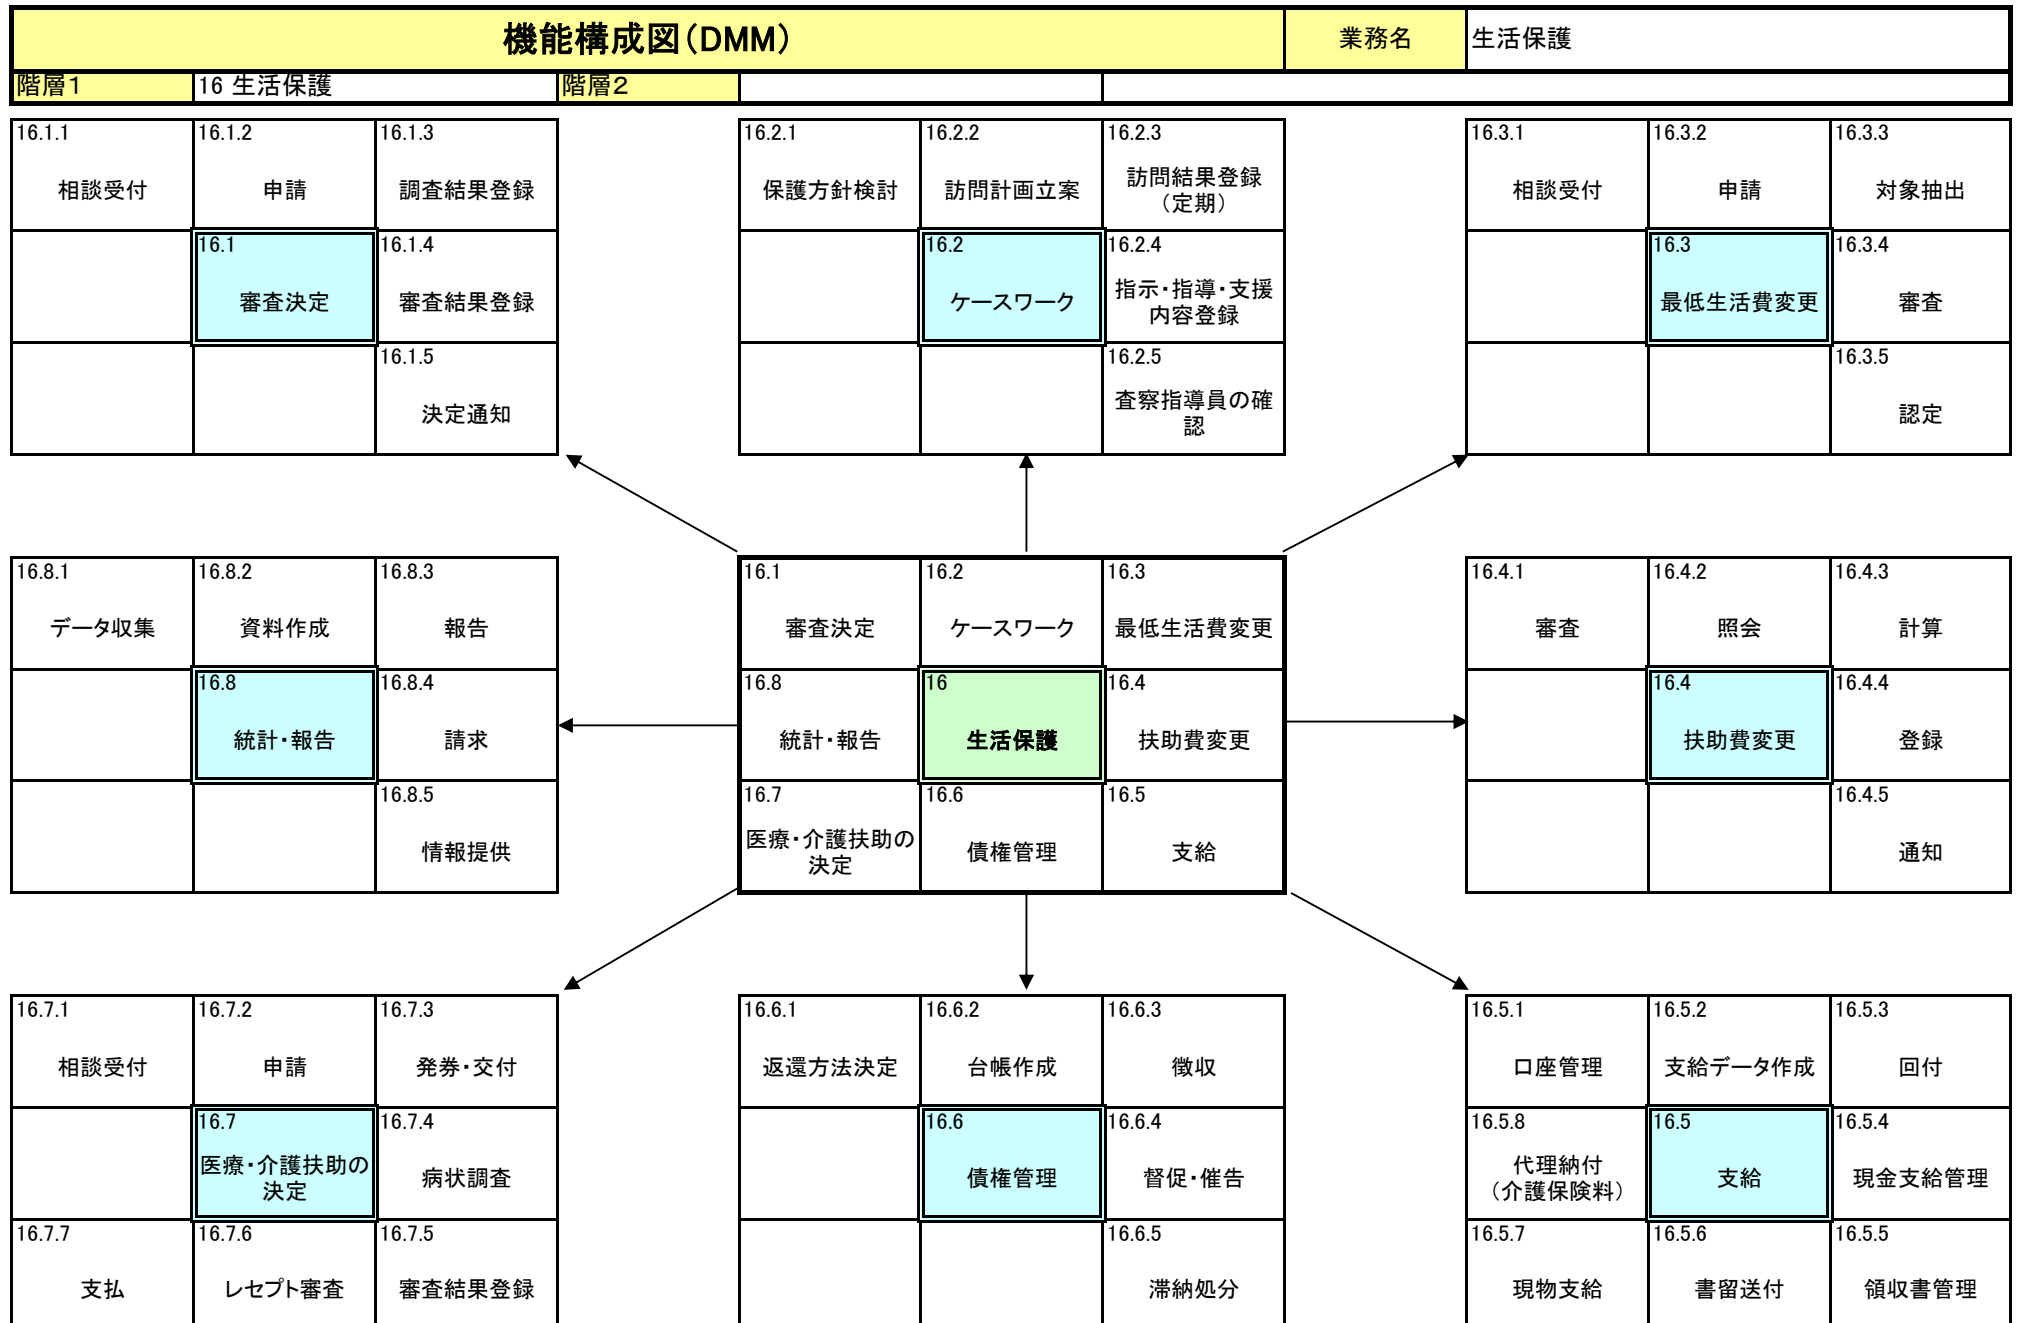 機能構成図（DMM）
業務名
生活保護
階層１
16 生活保護
階層２
16.1.1
相談受付
16.1.2
申請
16.1.3
調査結果登録
16.1
審査決定
16.1.4
審査結果登録
16.1.5
決定通知
16.2.1
保護方針検討
16.2.2
訪問計画立案
16.2.3
訪問結果登録
（定期）
16.2
ケースワーク
16.2.4
指示・指導・支援
内容登録
16.2.5
査察指導員の確
認
16.3.1
相談受付
16.3.2
申請
16.3.3
対象抽出
16.3
最低生活費変更
16.3.4
審査
16.3.5
認定
16.8.1
データ収集
16.8.2
資料作成
16.8.3
報告
16.8
統計・報告
16.8.4
請求
16.8.5
情報提供
16.1
審査決定
16.2
ケースワーク
16.3
最低生活費変更
16.8
統計・報告
16
生活保護
16.4
扶助費変更
16.7
医療・介護扶助の
決定
16.6
債権管理
16.5
支給
16.4.1
審査
16.4.2
照会
16.4.3
計算
16.4
扶助費変更
16.4.4
登録
16.4.5
通知
16.7.1
相談受付
16.7.2
申請
16.7.3
発券・交付
16.7
医療・介護扶助の
決定
16.7.4
病状調査
16.7.7
支払
16.7.6
レセプト審査
16.7.5
審査結果登録
16.6.1
返還方法決定
16.6.2
台帳作成
16.6.3
徴収
16.6
債権管理
16.6.4
督促・催告
16.6.5
滞納処分
16.5.1
口座管理
16.5.2
支給データ作成
16.5.3
回付
16.5.8
代理納付
（介護保険料）
16.5
支給
16.5.4
現金支給管理
16.5.7
現物支給
16.5.6
書留送付
16.5.5
領収書管理